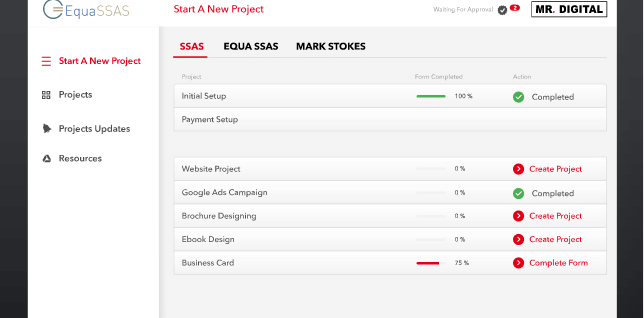 EquaSSAS
Start A New Project
Waiting For Approval 2
MR. DIGITAL
Start A New Project
Projects
Projects Updates
Resources
SSAS EQUA SSAS MARK STOKES
Project Form Completed Action
Initial Setup 100 % Completed
Payment Setup
Website Project 0 % Create Project
Google Ads Campaign 0 % Completed
Brochure Designing 0 % Create Project
Ebook Design 0 % Create Project
Business Card 75 % Complete Form